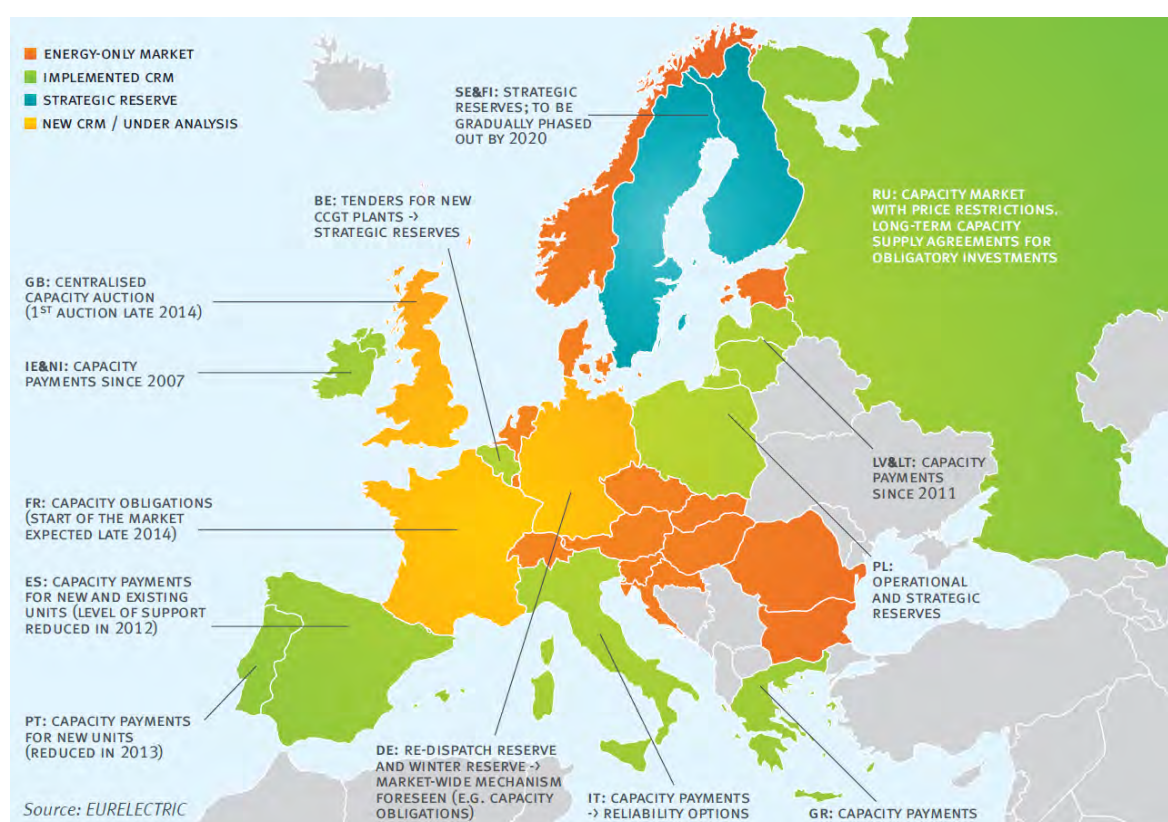 ENERGY-ONLY MARKET
IMPLEMENTED CRM
STRATEGIC RESERVE
NEW CRM / UNDER ANALYSIS
SE&FI: STRATEGIC
RESERVES; TO BE
GRADUALLY PHASED
OUT BY 2020
BE: TENDERS FOR NEW
CCGT PLANTS ->
STRATEGIC RESERVES
RU: CAPACITY MARKET
WITH PRICE RESTRICTIONS.
LONG-TERM CAPACITY
SUPPLY AGREEMENTS FOR
OBLIGATORY INVESTMENTS
GB: CENTRALISED
CAPACITY AUCTION
(1ST AUCTION LATE 2014)
IE&NI: CAPACITY
PAYMENTS SINCE 2007
LV&LT: CAPACITY
PAYMENTS
SINCE 2011
FR: CAPACITY OBLIGATIONS
(START OF THE MARKET
EXPECTED LATE 2014)
PL:
OPERATIONAL
AND STRATEGIC
RESERVES
ES: CAPACITY PAYMENTS
FOR NEW AND EXISTING
UNITS (LEVEL OF SUPPORT
REDUCED IN 2012)
PT: CAPACITY PAYMENTS
FOR NEW UNITS
(REDUCED IN 2013)
DE: RE-DISPATCH RESERVE
AND WINTER RESERVE ->
MARKET-WIDE MECHANISM
FORESEEN (E.G. CAPACITY
OBLIGATIONS)
IT: CAPACITY PAYMENTS
-> RELIABILITY OPTIONS
GR: CAPACITY PAYMENTS
Source: EURELECTRIC